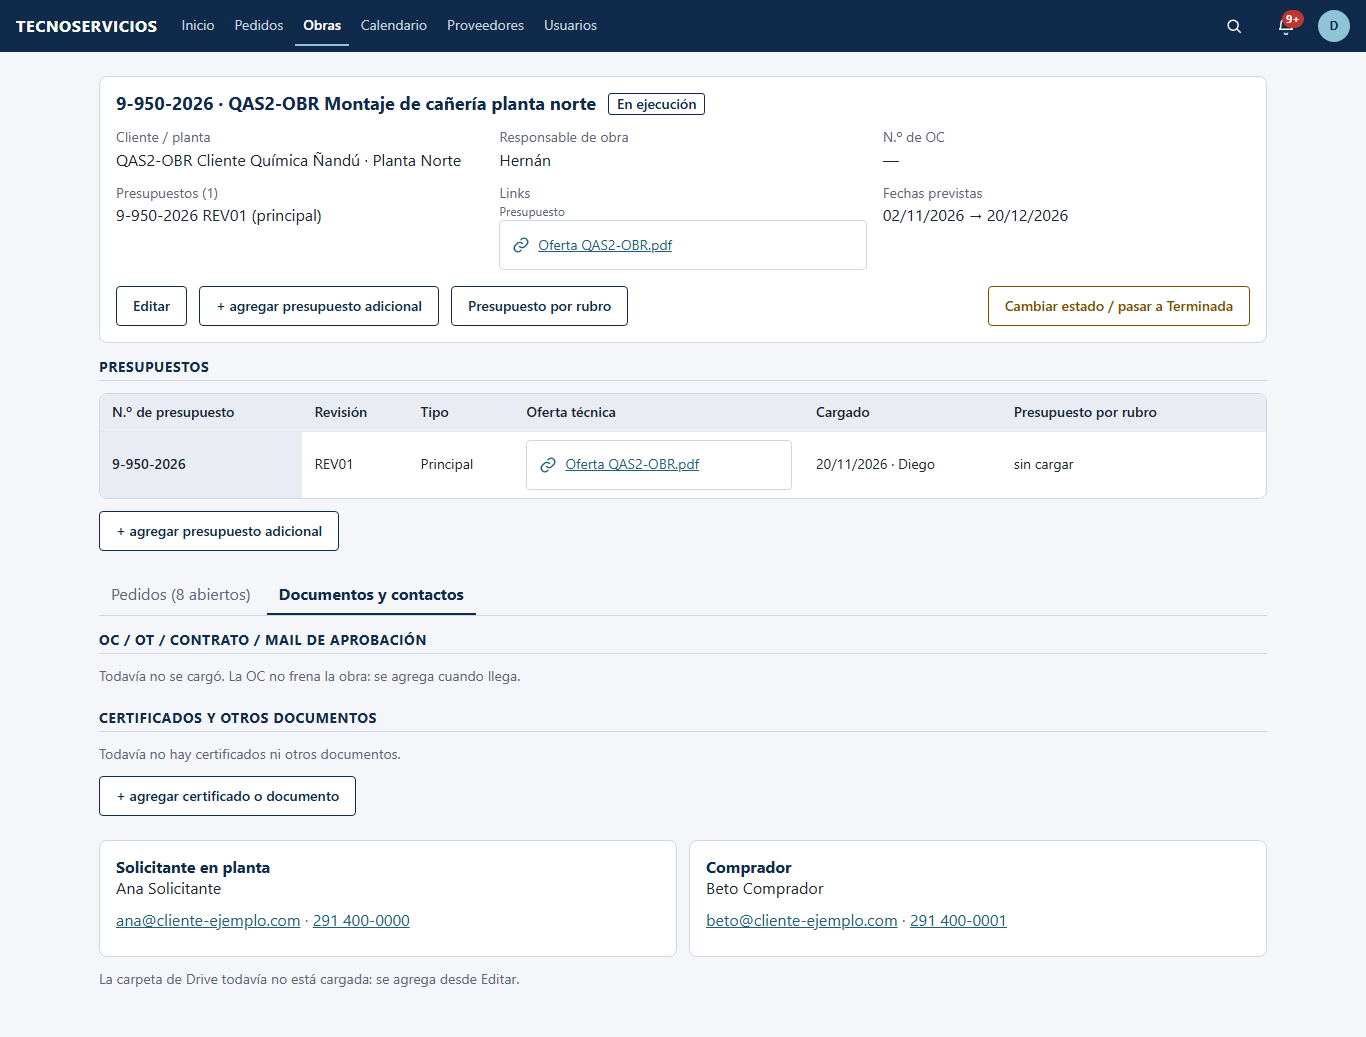 TECNOSERVICIOS Inicio Pedidos Obras Calendario Proveedores Usuarios 9+ D
9-950-2026 · QAS2-OBR Montaje de cañería planta norte En ejecución
Cliente / planta Responsable de obra N.º de OC
QAS2-OBR Cliente Química Ñandú · Planta Norte Hernán —
Presupuestos (1) Links Fechas previstas
9-950-2026 REV01 (principal) Presupuesto 02/11/2026 → 20/12/2026
Oferta QAS2-OBR.pdf
Editar + agregar presupuesto adicional Presupuesto por rubro Cambiar estado / pasar a Terminada
PRESUPUESTOS
N.º de presupuesto Revisión Tipo Oferta técnica Cargado Presupuesto por rubro
9-950-2026 REV01 Principal Oferta QAS2-OBR.pdf 20/11/2026 · Diego sin cargar
+ agregar presupuesto adicional
Pedidos (8 abiertos) Documentos y contactos
OC / OT / CONTRATO / MAIL DE APROBACIÓN
Todavía no se cargó. La OC no frena la obra: se agrega cuando llega.
CERTIFICADOS Y OTROS DOCUMENTOS
Todavía no hay certificados ni otros documentos.
+ agregar certificado o documento
Solicitante en planta Comprador
Ana Solicitante Beto Comprador
ana@cliente-ejemplo.com · 291 400-0000 beto@cliente-ejemplo.com · 291 400-0001
La carpeta de Drive todavía no está cargada: se agrega desde Editar.